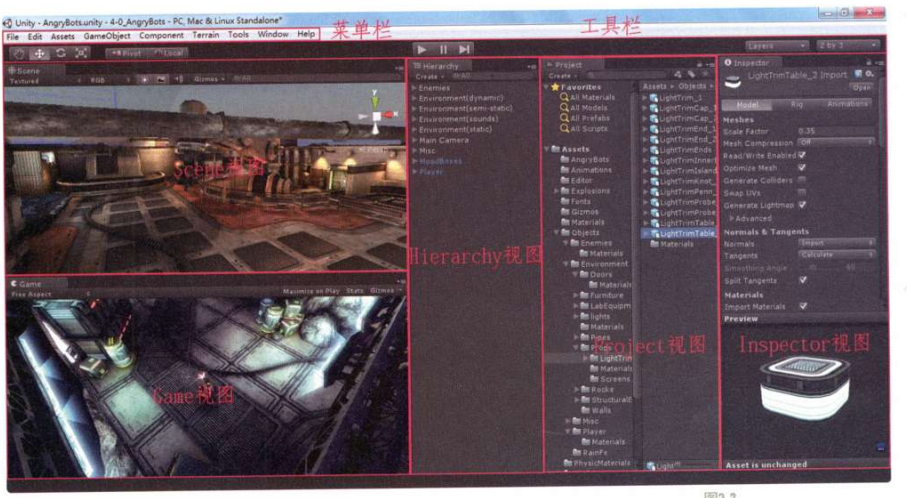 Unity - AngryBots.unity - 4-0_AngryBots - PC, Mac & Linux Standalone*
File Edit Assets GameObject Component Terrain Tools Window Help
菜单栏
工具栏
Pivot Local
Layers
2 by 3
Scene
Textured RGB Gizmos All
Scene视图
Game
Free Aspect Maximize on Play Stats Gizmos
Game视图
Hierarchy
Create All
Enemies
Environment(dynamic)
Environment(semi-static)
Environment(sounds)
Environment(static)
Main Camera
Misc
MoodBoxes
Player
Hierarchy视图
Project
Create
Favorites
All Materials
All Models
All Prefabs
All Scripts
Assets
AngryBots
Animations
Editor
Explosions
Fonts
Gizmos
Materials
Objects
Enemies
Materials
Environment
Doors
Materials
Furniture
LabEquipm
lights
Materials
Pipes
Props
LightTrim
Materials
Screens
Rocks
StructuralE
Walls
Misc
Player
Materials
RainFx
PhysicMaterials
Assets Objects
LightTrim_1
LightTrimCap_
LightTrimCap_
LightTrimEnd_
LightTrimEnd_
LightTrimEnds
LightTrimInner
LightTrimIsland
LightTrimKnst_
LightTrimPenn_
LightTrimProbe
LightTrimProbe
LightTrimTable
LightTrimTable_
Materials
Light
Project视图
Inspector
LightTrimTable_3 Import
Open
Model Rig Animations
Meshes
Scale Factor 0.35
Mesh Compression Off
Read/Write Enabled
Optimize Mesh
Generate Colliders
Swap UVs
Generate Lightmap
Advanced
Normals & Tangents
Normals Import
Tangents Calculate
Smoothing Angle
Split Tangents
Materials
Import Materials
Preview
Inspector视图
Asset is unchanged